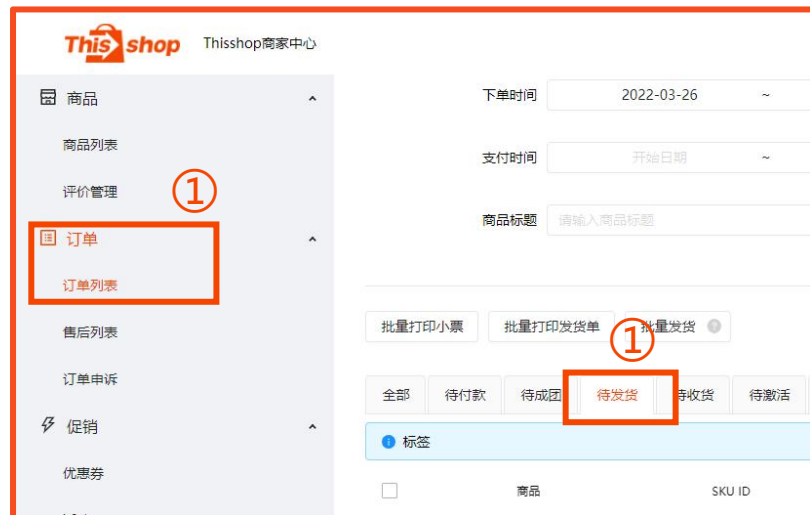 Thisshop Thisshop商家中心
商品
商品列表
评价管理
①
订单
订单列表
售后列表
订单申诉
促销
优惠券
下单时间 2022-03-26 ~
支付时间 开始日期 ~
商品标题 请输入商品标题
批量打印小票 批量打印发货单 批量发货
①
全部 待付款 待成团 待发货 待收货 待激活
标签
商品 SKU ID